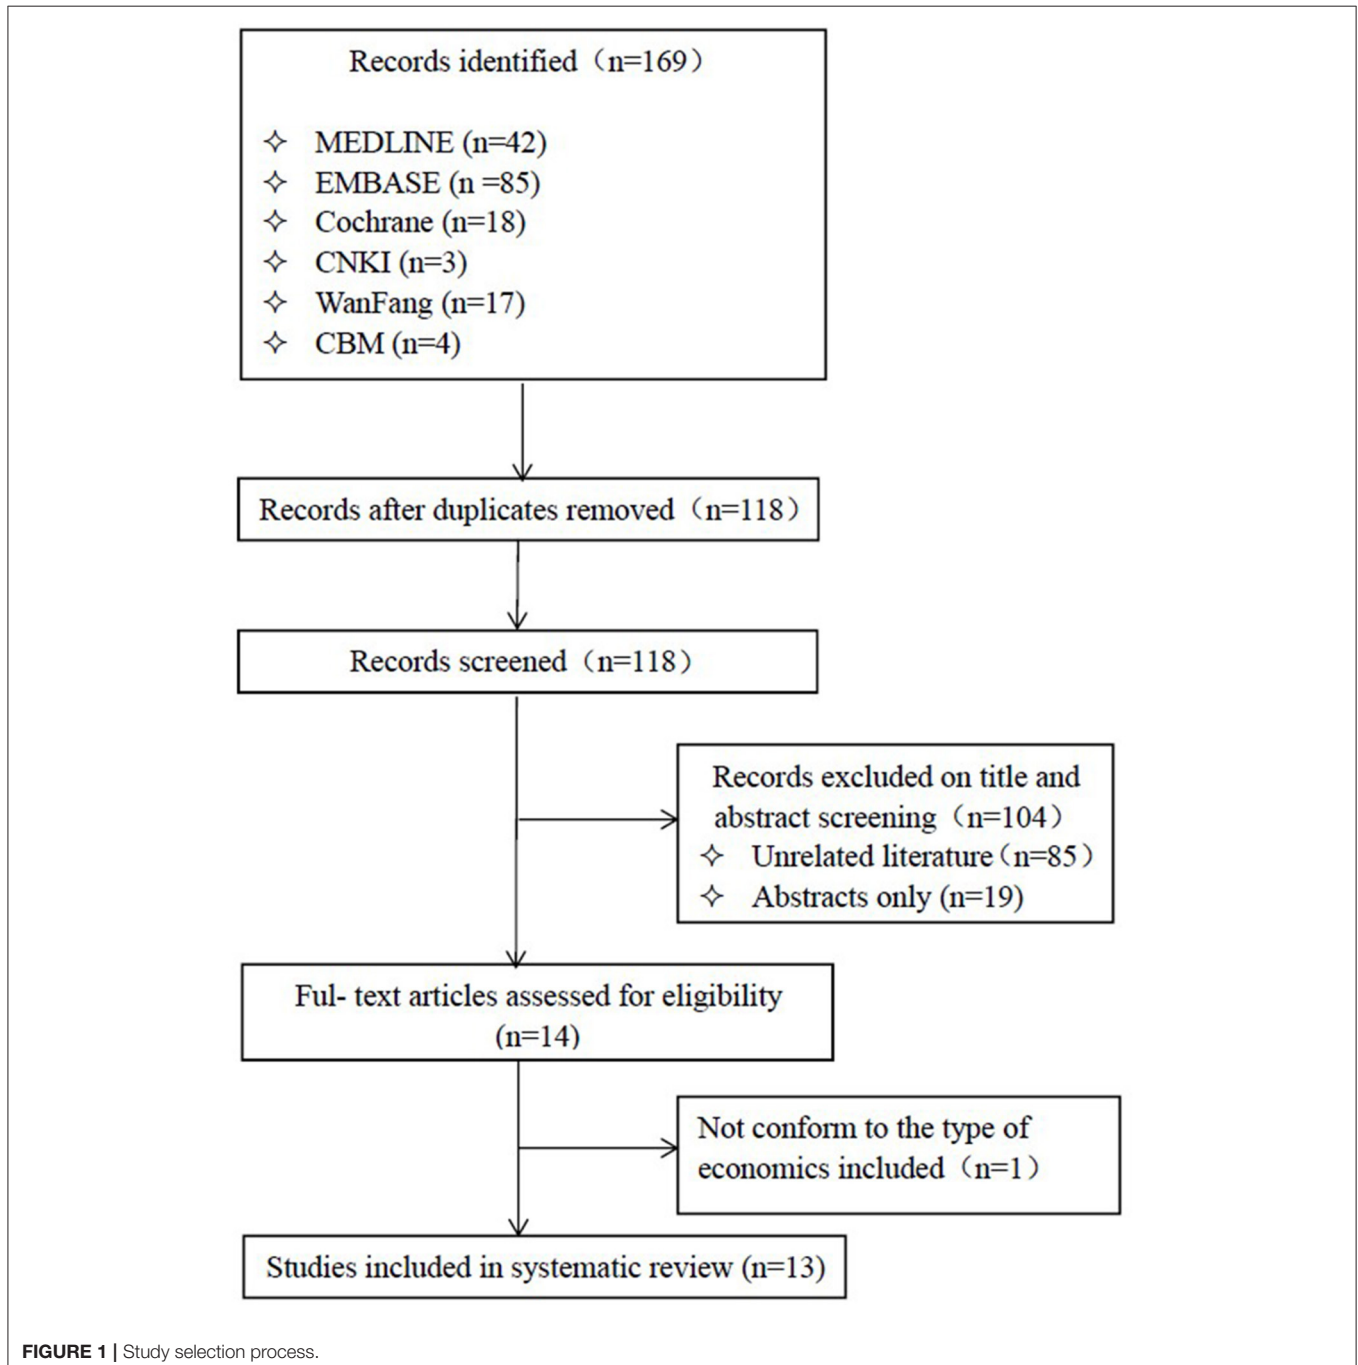 Records identified（n=169）
✧ MEDLINE (n=42)
✧ EMBASE (n =85)
✧ Cochrane (n=18)
✧ CNKI (n=3)
✧ WanFang (n=17)
✧ CBM (n=4)
Records after duplicates removed（n=118）
Records screened（n=118）
Records excluded on title and
abstract screening（n=104）
✧ Unrelated literature（n=85）
✧ Abstracts only (n=19)
Ful- text articles assessed for eligibility
(n=14)
Not conform to the type of
economics included（n=1）
Studies included in systematic review (n=13)
FIGURE 1 | Study selection process.